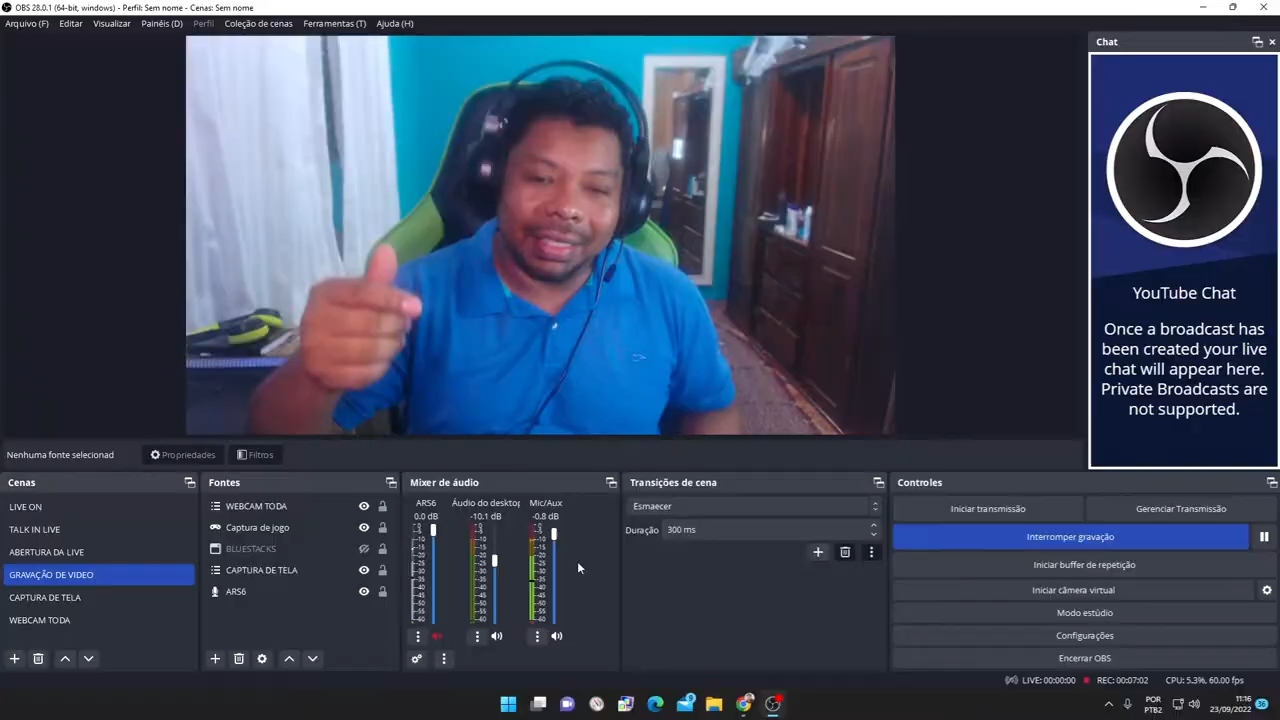 OBS 28.0.1 (64-bit, windows) - Perfil: Sem nome - Cenas: Sem nome
Arquivo (F) Editar Visualizar Painéis (D) Perfil Coleção de cenas Ferramentas (T) Ajuda (H)
Chat
YouTube Chat
Once a broadcast has
been created your live
chat will appear here.
Private Broadcasts are
not supported.
Nenhuma fonte selecionad Propriedades Filtros
Cenas
LIVE ON
TALK IN LIVE
ABERTURA DA LIVE
GRAVAÇÃO DE VIDEO
CAPTURA DE TELA
WEBCAM TODA
Fontes
WEBCAM TODA
Captura de jogo
BLUESTACKS
CAPTURA DE TELA
ARS6
Mixer de áudio
ARS6 Áudio do desktop Mic/Aux
0.0 dB -10.1 dB -0.8 dB
Transições de cena
Esmaecer
Duração 300 ms
Controles
Iniciar transmissão Gerenciar Transmissão
Interromper gravação
Iniciar buffer de repetição
Iniciar câmera virtual
Modo estúdio
Configurações
Encerrar OBS
LIVE: 00:00:00 REC: 00:07:02 CPU: 5.3%, 60.00 fps
POR
PTB2
11:16
23/09/2022